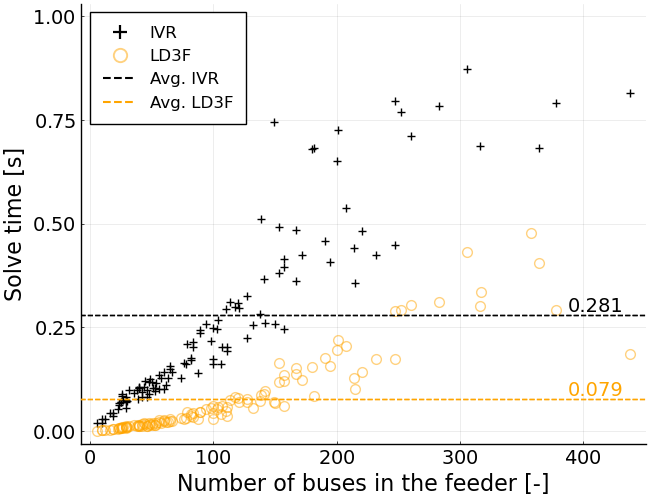 1.00
0.75
0.50
0.25
0.00
Solve time [s]
IVR
LD3F
Avg. IVR
Avg. LD3F
0.281
0.079
0
100
200
300
400
Number of buses in the feeder [-]